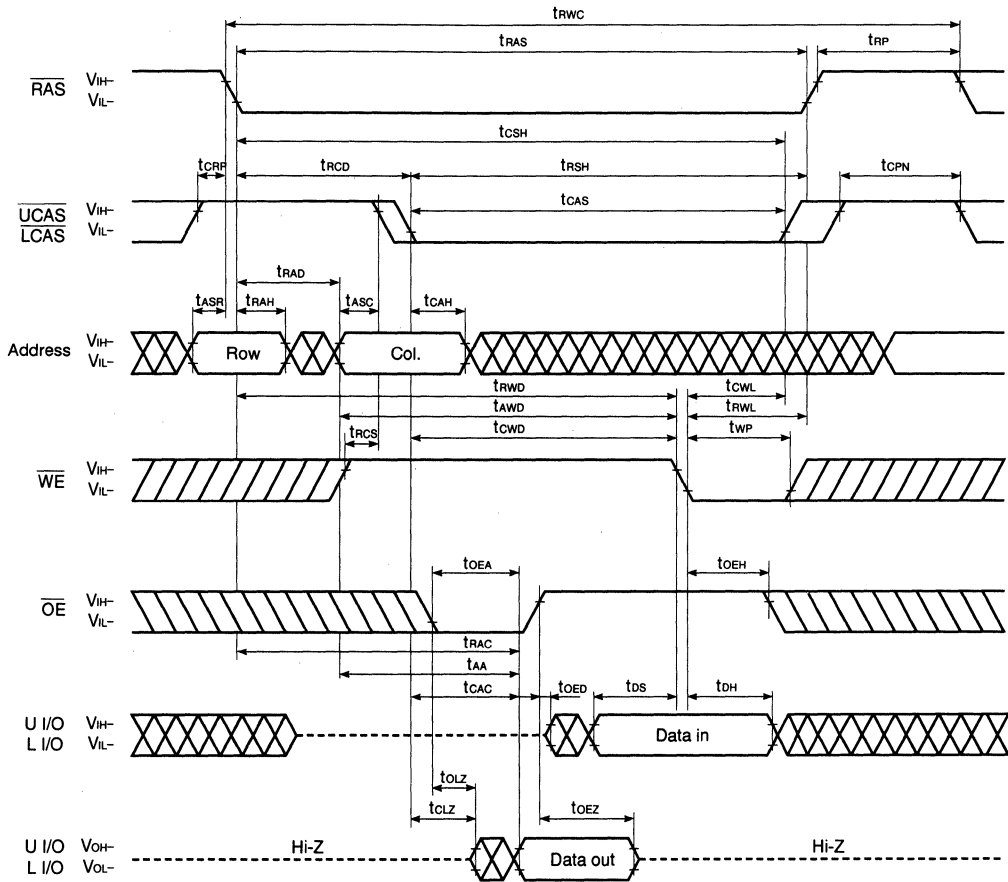 tRWC
tRAS tRP
RAS VIH–
VIL–
tCSH
tCRP tRCD tRSH tCPN
UCAS VIH–
LCAS VIL–
tCAS
tRAD
tASR tRAH tASC tCAH
Address VIH–
VIL–
Row Col.
tRWD tCWL
tAWD tRWL
tRCS tCWD tWP
WE VIH–
VIL–
tOEA tOEH
OE VIH–
VIL–
tRAC
tAA
tCAC tOED tDS tDH
U I/O VIH–
L I/O VIL–
Data in
tOLZ
tCLZ tOEZ
U I/O VOH–
L I/O VOL–
Hi-Z Data out Hi-Z